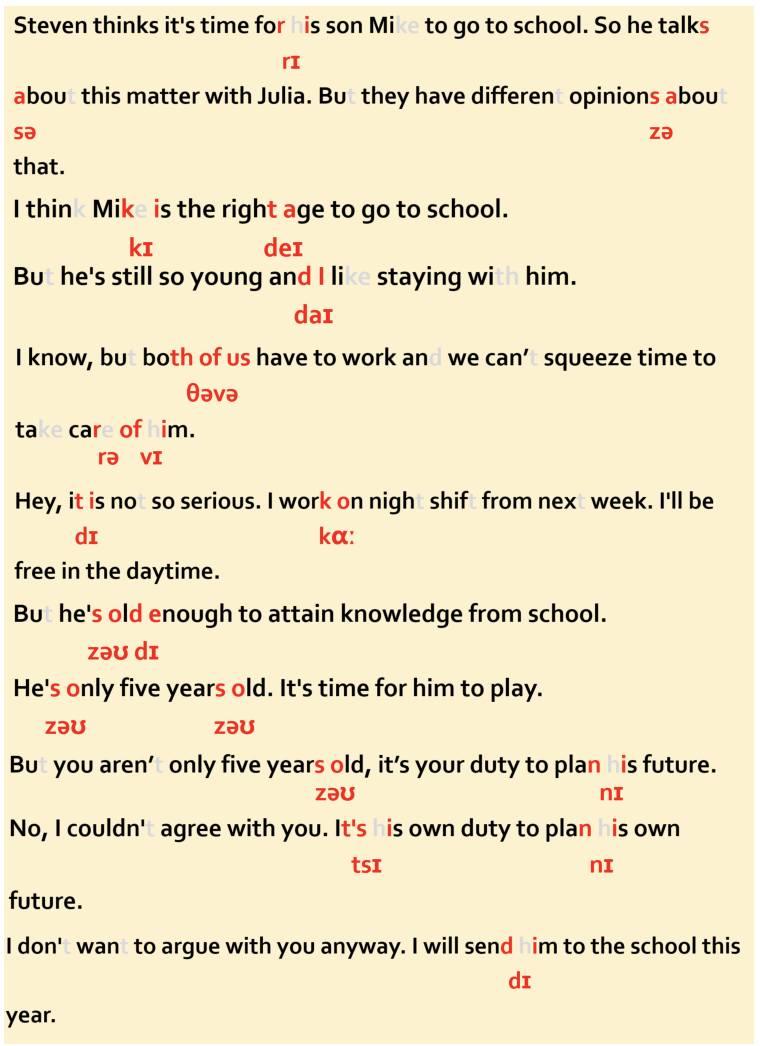 Steven thinks it's time for his son Mike to go to school. So he talks
rɪ
about this matter with Julia. But they have different opinions about
sə zə
that.
I think Mike is the right age to go to school.
kɪ deɪ
But he's still so young and I like staying with him.
daɪ
I know, but both of us have to work and we can’t squeeze time to
θəvə
take care of him.
rə vɪ
Hey, it is not so serious. I work on night shift from next week. I'll be
dɪ kɑː
free in the daytime.
But he's old enough to attain knowledge from school.
zəʊ dɪ
He's only five years old. It's time for him to play.
zəʊ zəʊ
But you aren’t only five years old, it’s your duty to plan his future.
zəʊ nɪ
No, I couldn't agree with you. It's his own duty to plan his own
tsɪ nɪ
future.
I don't want to argue with you anyway. I will send him to the school this
dɪ
year.